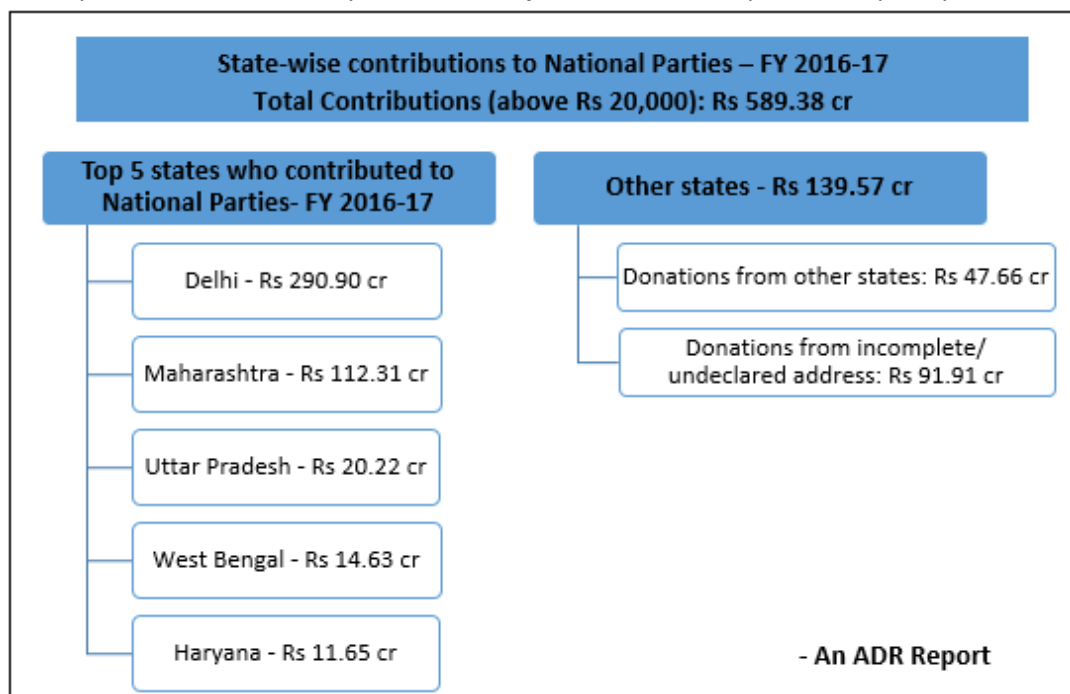 State-wise contributions to National Parties – FY 2016-17
Total Contributions (above Rs 20,000): Rs 589.38 cr
Top 5 states who contributed to
National Parties- FY 2016-17
Delhi - Rs 290.90 cr
Maharashtra - Rs 112.31 cr
Uttar Pradesh - Rs 20.22 cr
West Bengal - Rs 14.63 cr
Haryana - Rs 11.65 cr
Other states - Rs 139.57 cr
Donations from other states: Rs 47.66 cr
Donations from incomplete/
undeclared address: Rs 91.91 cr
- An ADR Report